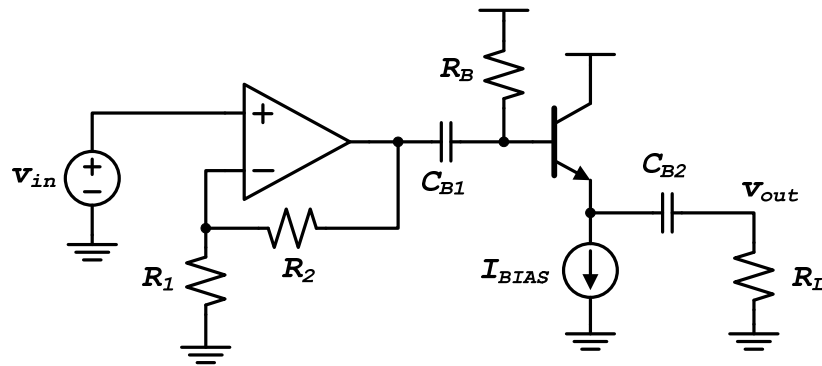 R_B
+
−
v_in
+
−
C_B1
C_B2
v_out
R_1
R_2
I_BIAS
R_L